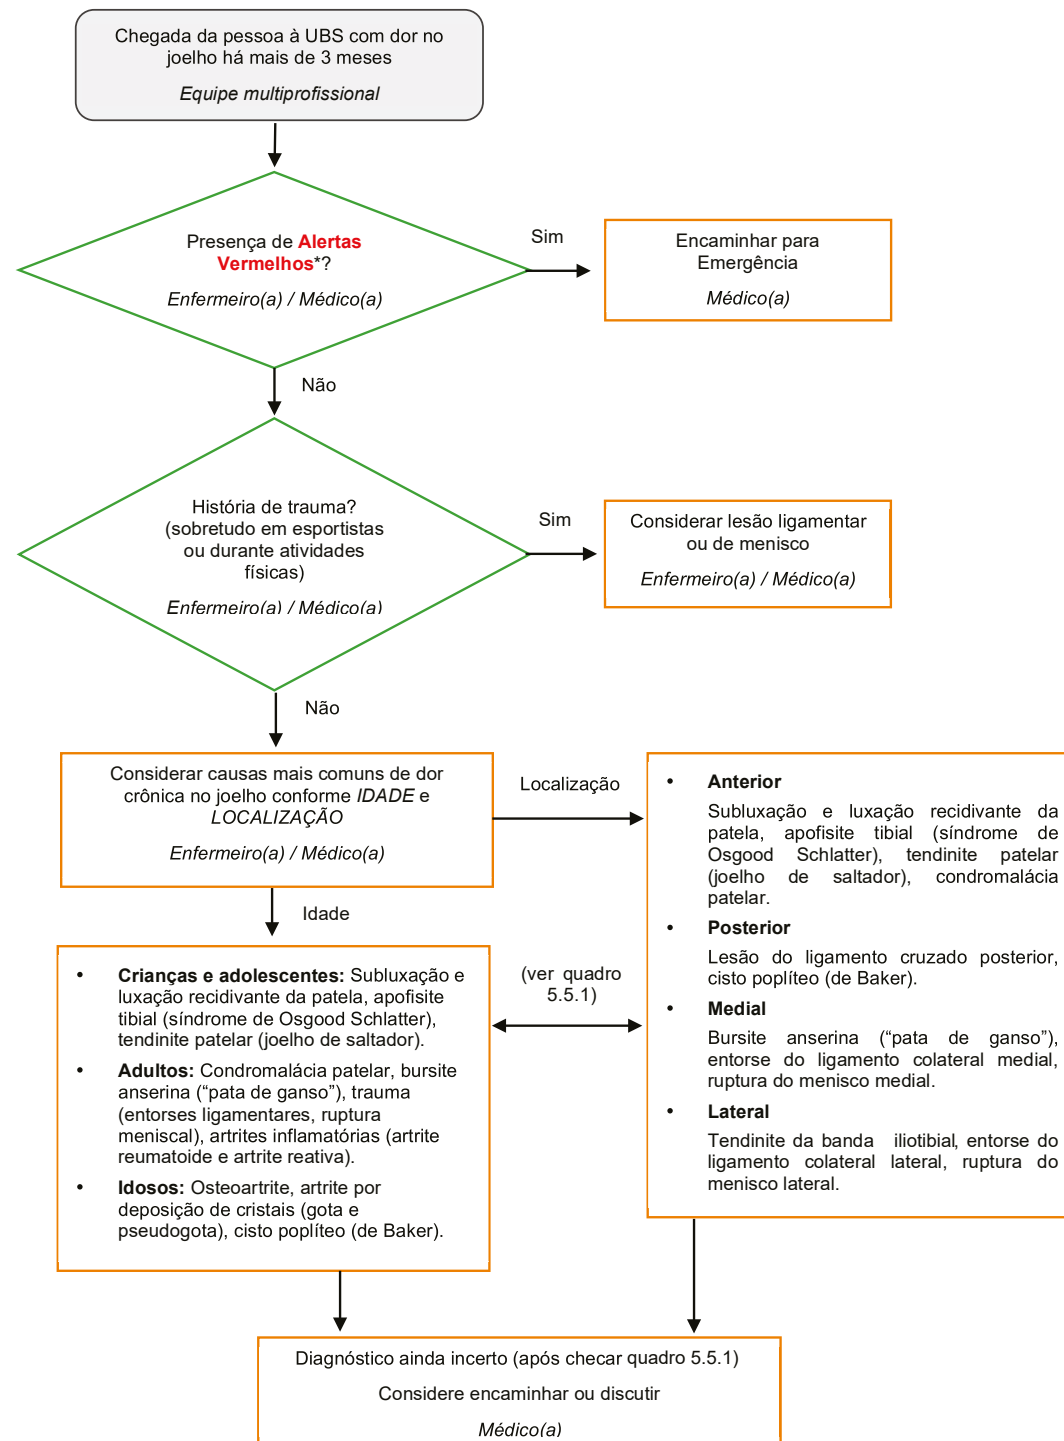 Chegada da pessoa à UBS com dor no
joelho há mais de 3 meses
Equipe multiprofissional
Presença de Alertas
Vermelhos*?
Enfermeiro(a) / Médico(a)
Sim
Encaminhar para
Emergência
Médico(a)
Não
História de trauma?
(sobretudo em esportistas
ou durante atividades
físicas)
Enfermeiro(a) / Médico(a)
Sim
Considerar lesão ligamentar
ou de menisco
Enfermeiro(a) / Médico(a)
Não
Considerar causas mais comuns de dor
crônica no joelho conforme IDADE e
LOCALIZAÇÃO
Enfermeiro(a) / Médico(a)
Localização
Idade
• Anterior
Subluxação e luxação recidivante da
patela, apofisite tibial (síndrome de
Osgood Schlatter), tendinite patelar
(joelho de saltador), condromalácia
patelar.
• Posterior
Lesão do ligamento cruzado posterior,
cisto poplíteo (de Baker).
• Medial
Bursite anserina (“pata de ganso”),
entorse do ligamento colateral medial,
ruptura do menisco medial.
• Lateral
Tendinite da banda iliotibial, entorse do
ligamento colateral lateral, ruptura do
menisco lateral.
(ver quadro
5.5.1)
• Crianças e adolescentes: Subluxação e
luxação recidivante da patela, apofisite
tibial (síndrome de Osgood Schlatter),
tendinite patelar (joelho de saltador).
• Adultos: Condromalácia patelar, bursite
anserina (“pata de ganso”), trauma
(entorses ligamentares, ruptura
meniscal), artrites inflamatórias (artrite
reumatoide e artrite reativa).
• Idosos: Osteoartrite, artrite por
deposição de cristais (gota e
pseudogota), cisto poplíteo (de Baker).
Diagnóstico ainda incerto (após checar quadro 5.5.1)
Considere encaminhar ou discutir
Médico(a)